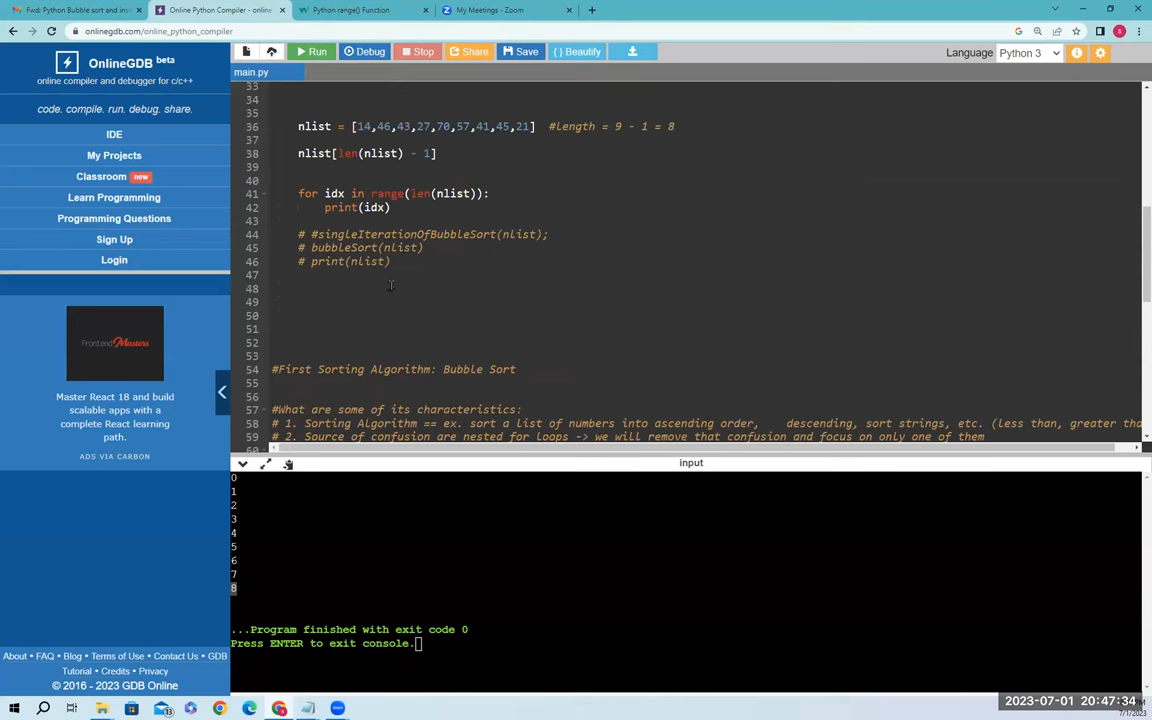 Fwd: Python Bubble sort and ins
Online Python Compiler - online
Python range() Function
My Meetings - Zoom
onlinegdb.com/online_python_compiler
OnlineGDB beta
online compiler and debugger for c/c++
code. compile. run. debug. share.
IDE
My Projects
Classroom new
Learn Programming
Programming Questions
Sign Up
Login
FrontendMasters
Master React 18 and build
scalable apps with a
complete React learning
path.
ADS VIA CARBON
About • FAQ • Blog • Terms of Use • Contact Us • GDB
Tutorial • Credits • Privacy
© 2016 - 2023 GDB Online
Run Debug Stop Share Save { } Beautify
Language Python 3
main.py
33
34
35
36 nlist = [14,46,43,27,70,57,41,45,21] #length = 9 - 1 = 8
37
38 nlist[len(nlist) - 1]
39
40
41 for idx in range(len(nlist)):
42 print(idx)
43
44 # #singleIterationOfBubbleSort(nlist);
45 # bubbleSort(nlist)
46 # print(nlist)
47
48
49
50
51
52
53
54 #First Sorting Algorithm: Bubble Sort
55
56
57 #What are some of its characteristics:
58 # 1. Sorting Algorithm == ex. sort a list of numbers into ascending order, descending, sort strings, etc. (less than, greater tha
59 # 2. Source of confusion are nested for loops -> we will remove that confusion and focus on only one of them
60
input
0
1
2
3
4
5
6
7
8
...Program finished with exit code 0
Press ENTER to exit console.
2023-07-01 20:47:34
7/1/2023